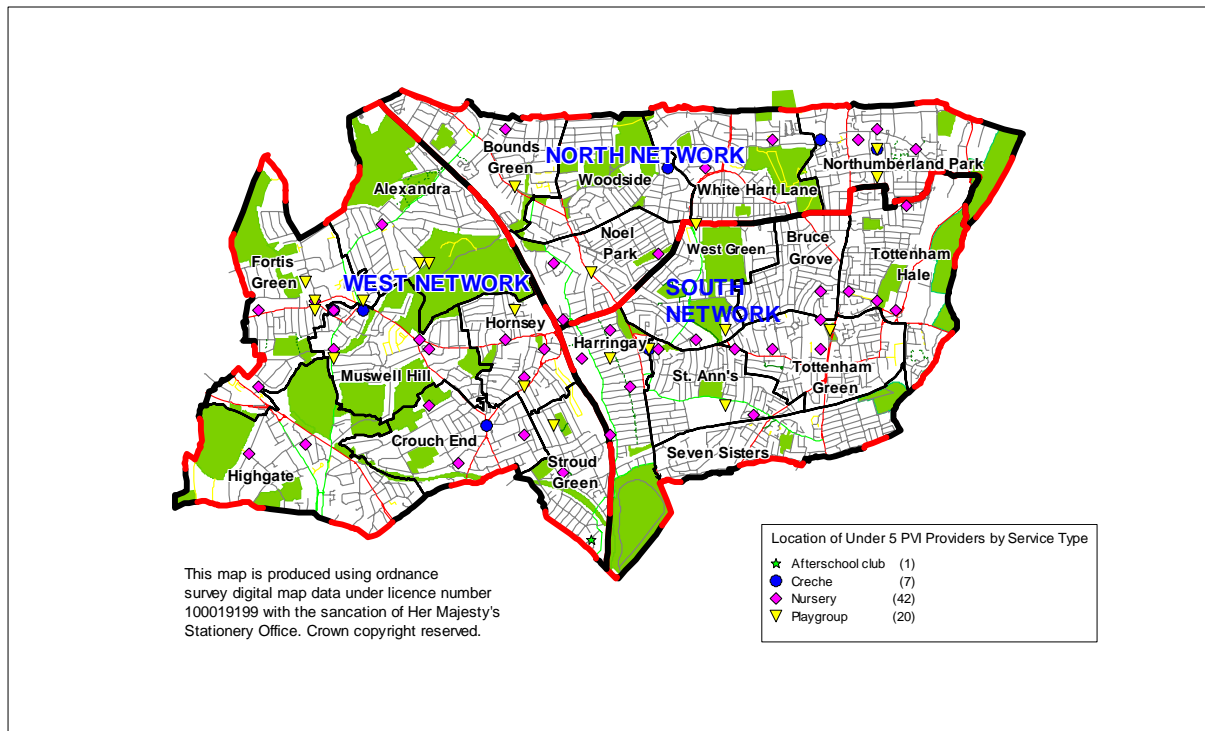 Bounds
Green
NORTH NETWORK
Woodside
Northumberland Park
White Hart Lane
Alexandra
Noel
Park
West Green
Bruce
Grove
Tottenham
Hale
Fortis
Green
WEST NETWORK
SOUTH
NETWORK
Hornsey
Harringay
Muswell Hill
St. Ann's
Tottenham
Green
Crouch End
Seven Sisters
Highgate
Stroud
Green
Location of Under 5 PVI Providers by Service Type
Afterschool club (1)
Creche (7)
Nursery (42)
Playgroup (20)
This map is produced using ordnance
survey digital map data under licence number
100019199 with the sancation of Her Majesty's
Stationery Office. Crown copyright reserved.